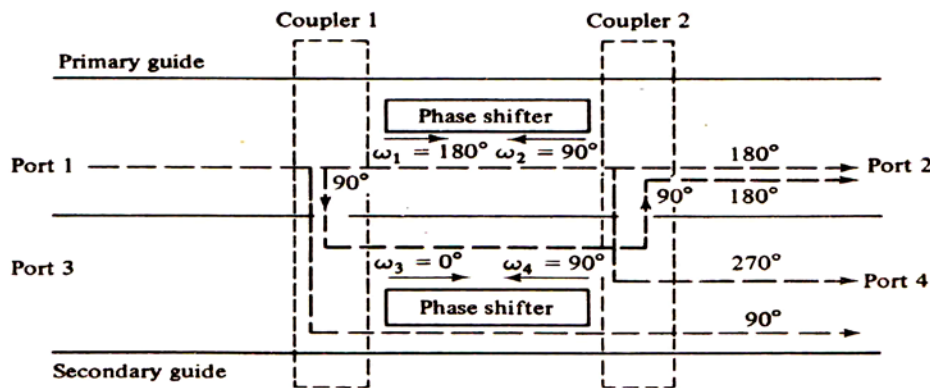 Coupler 1
Coupler 2
Primary guide
Phase shifter
ω₁ = 180°
ω₂ = 90°
180°
Port 1
Port 2
90°
90°
180°
Port 3
ω₃ = 0°
ω₄ = 90°
270°
Port 4
Phase shifter
90°
Secondary guide